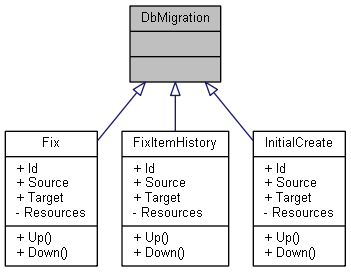 DbMigration
Fix
+ Id
+ Source
+ Target
- Resources
+ Up()
+ Down()
FixItemHistory
+ Id
+ Source
+ Target
- Resources
+ Up()
+ Down()
InitialCreate
+ Id
+ Source
+ Target
- Resources
+ Up()
+ Down()